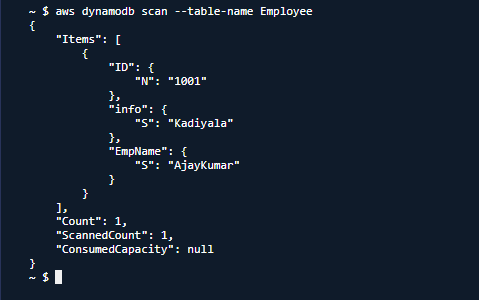 ~ $ aws dynamodb scan --table-name Employee
{
    "Items": [
        {
            "ID": {
                "N": "1001"
            },
            "info": {
                "S": "Kadiyala"
            },
            "EmpName": {
                "S": "AjayKumar"
            }
        }
    ],
    "Count": 1,
    "ScannedCount": 1,
    "ConsumedCapacity": null
}
~ $